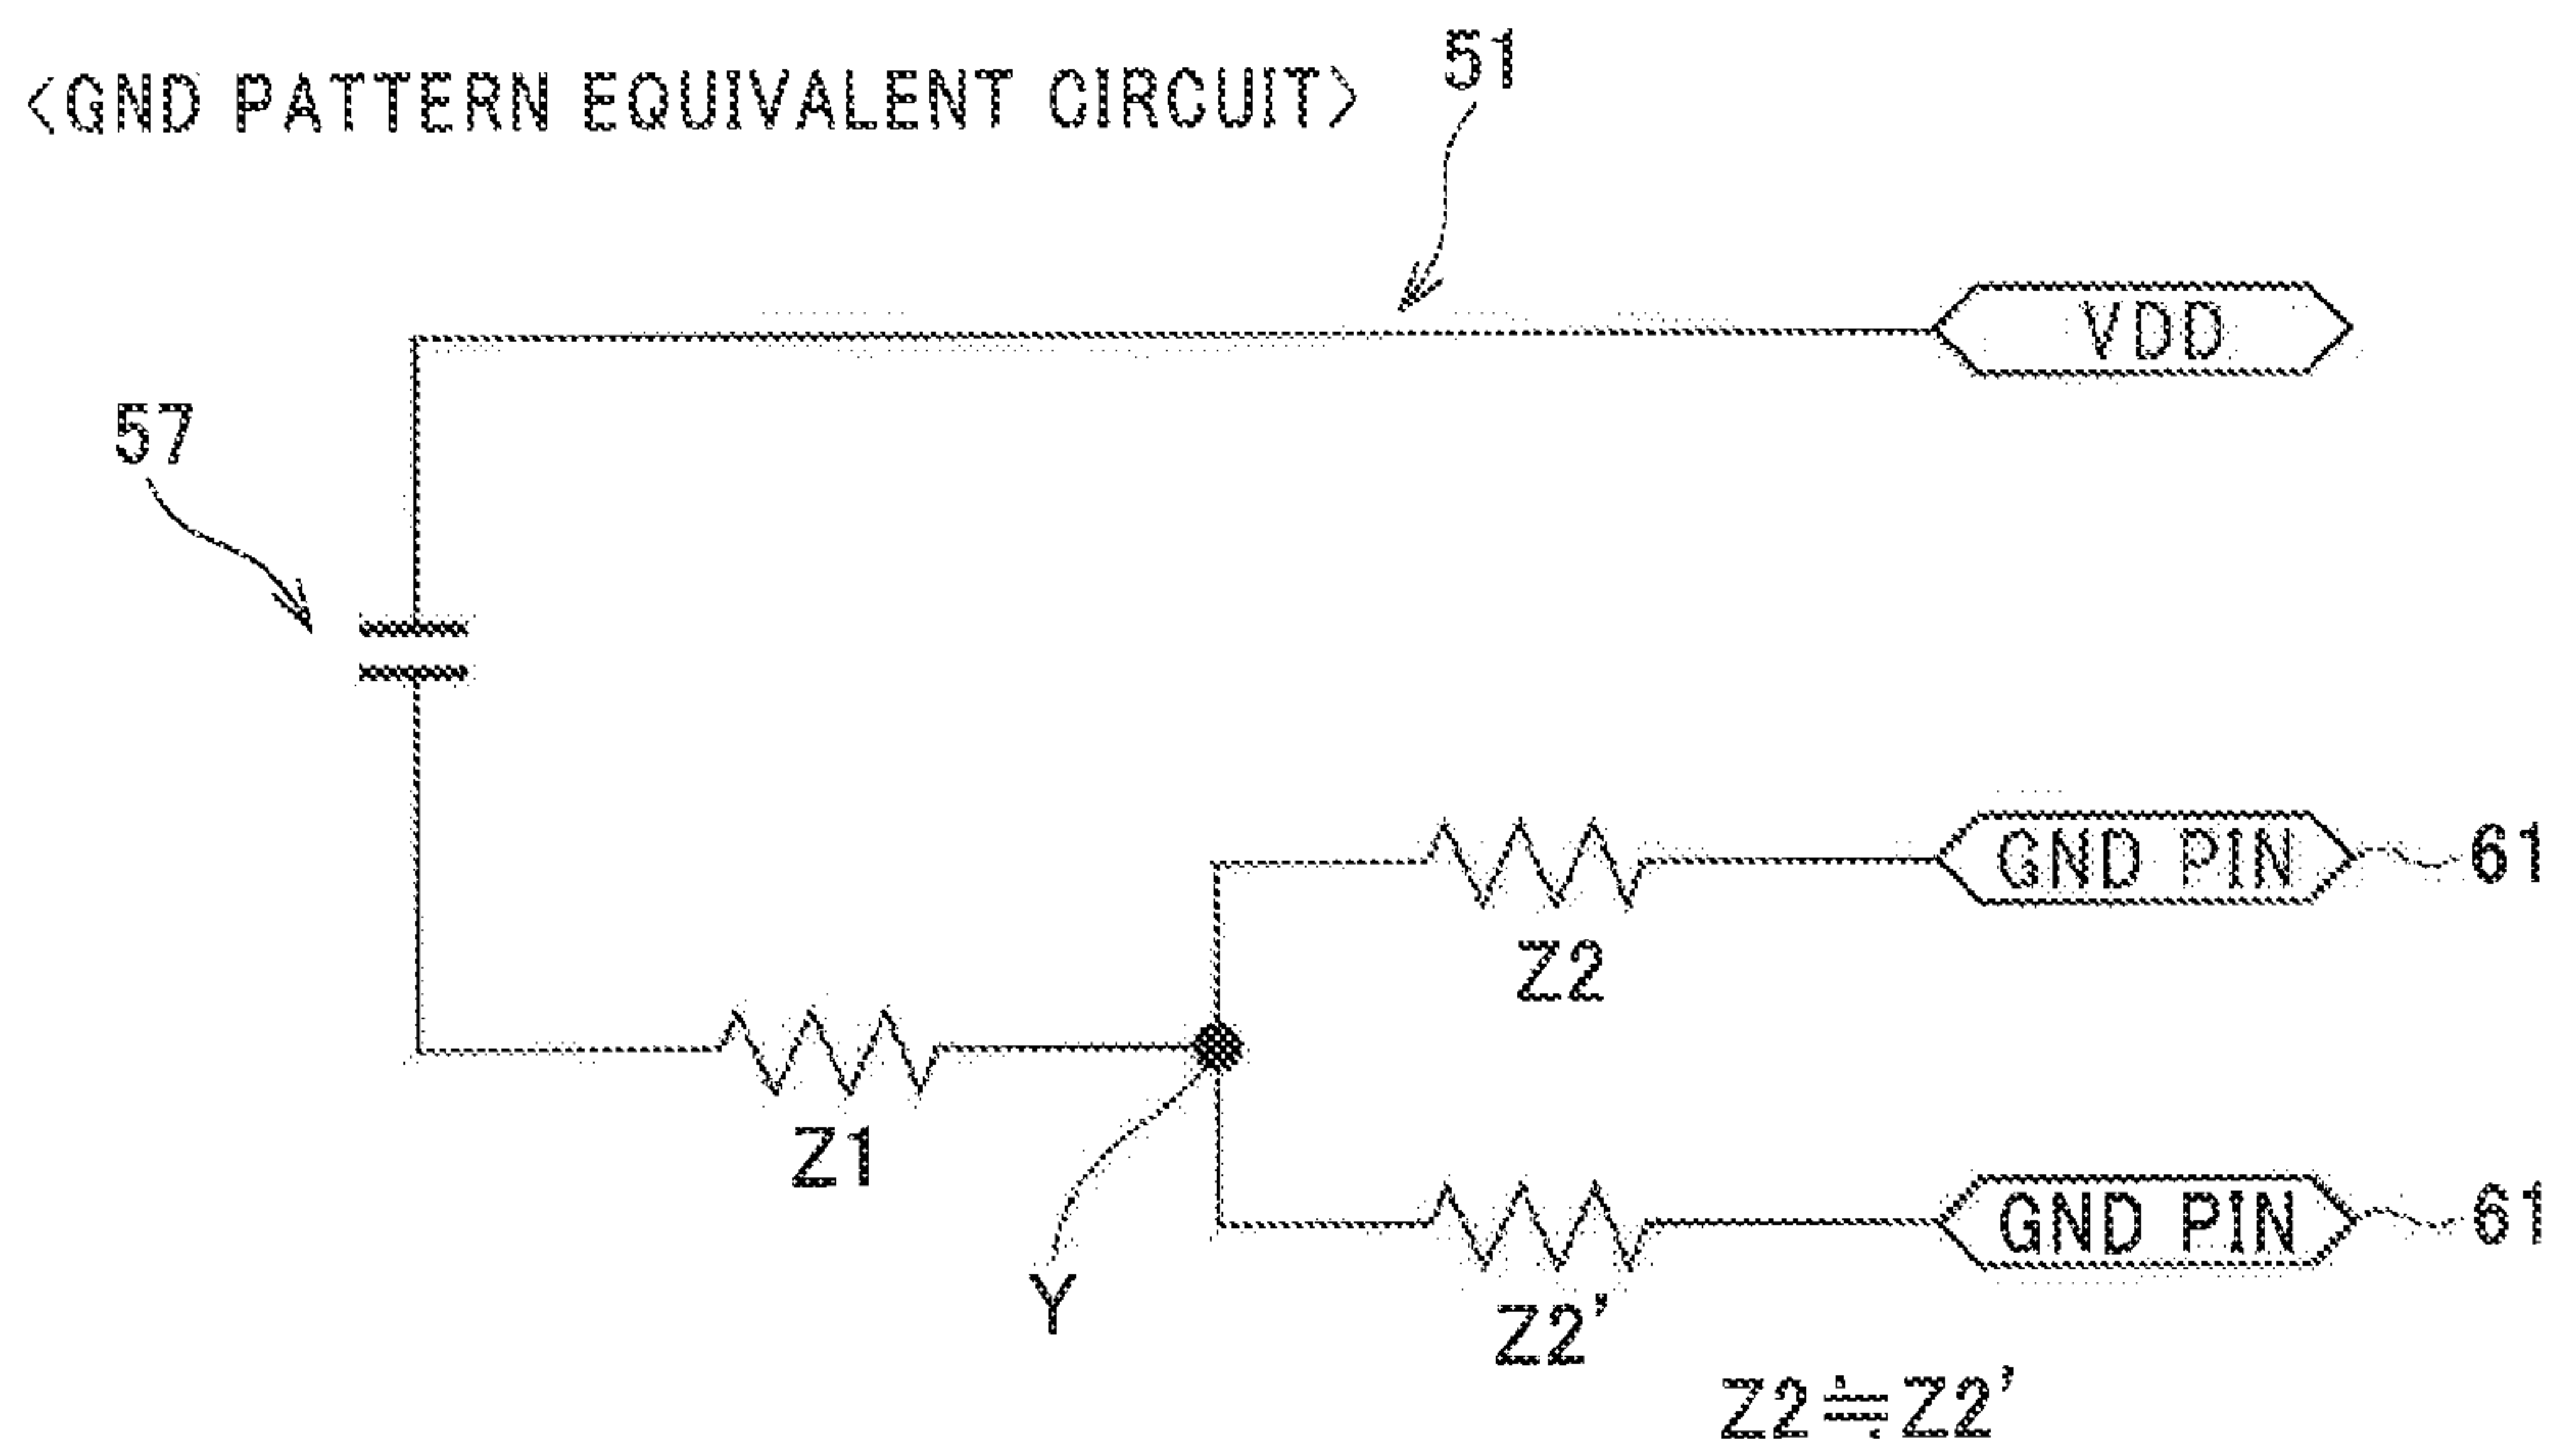 <GND PATTERN EQUIVALENT CIRCUIT>
51
VDD
57
GND PIN 61
Z2
Z1
GND PIN 61
Y
Z2'
Z2≒Z2'